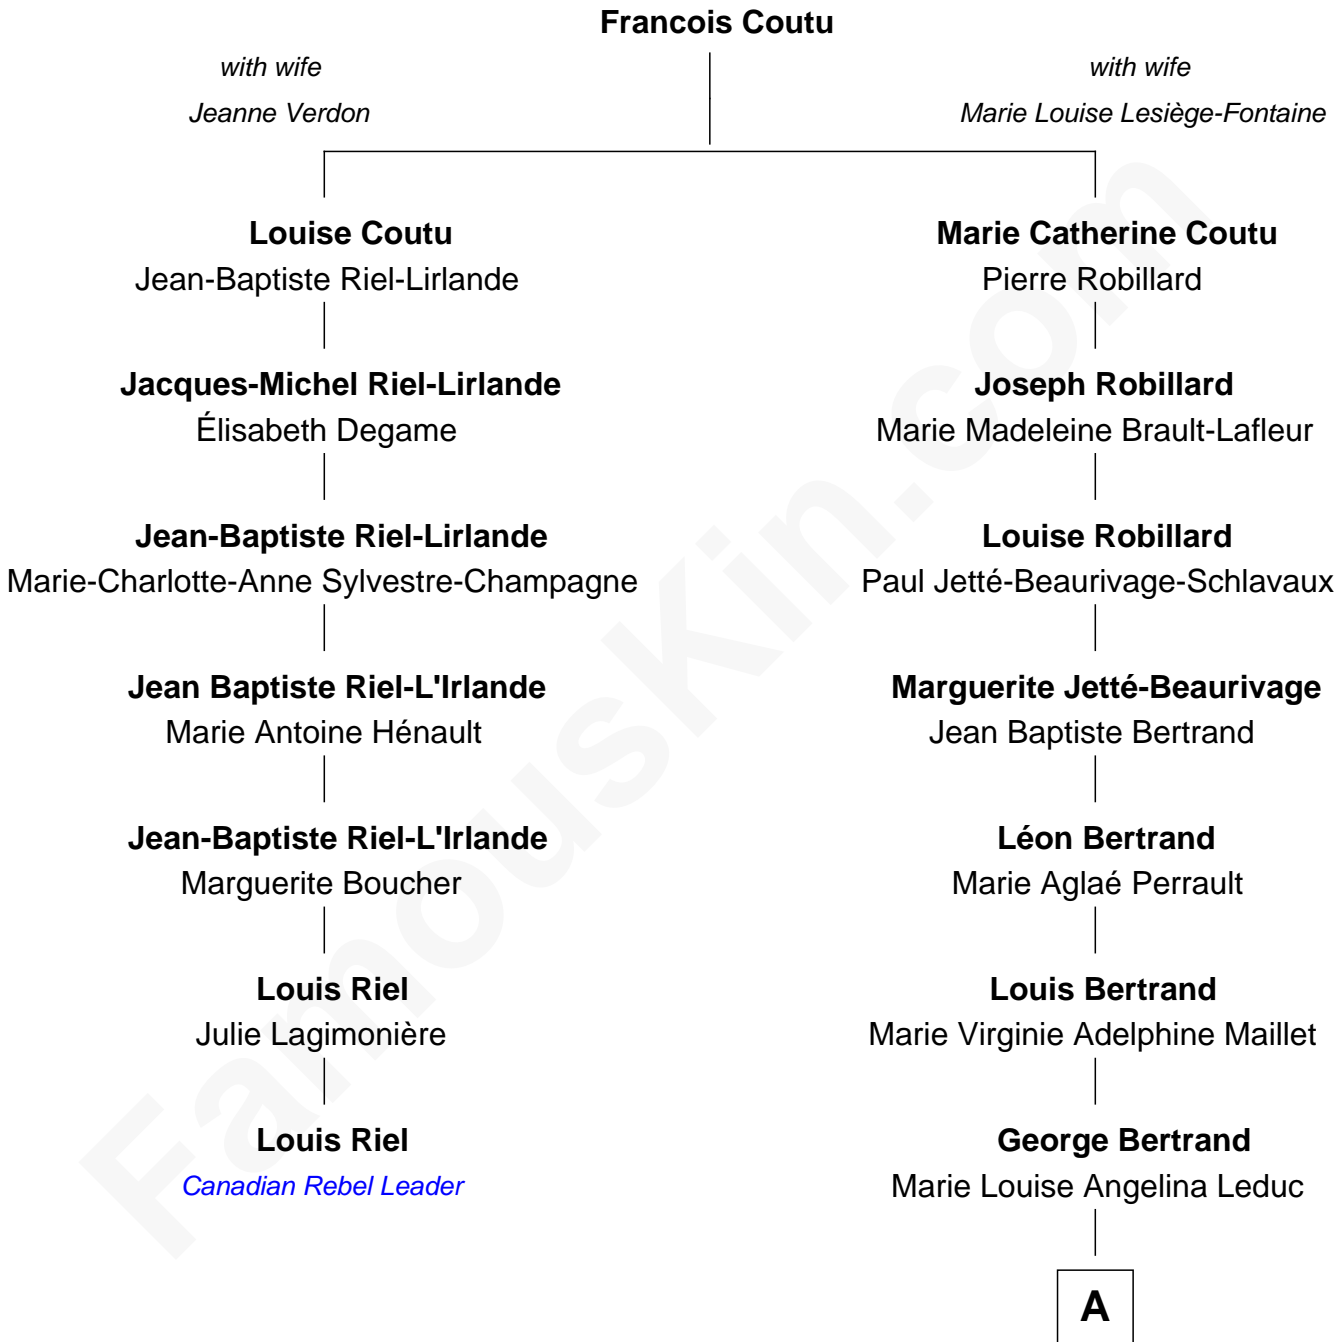 Francois Coutu
with wife
Jeanne Verdon
with wife
Marie Louise Lesiège-Fontaine
Louise Coutu
Jean-Baptiste Riel-Lirlande
Marie Catherine Coutu
Pierre Robillard
Jacques-Michel Riel-Lirlande
Élisabeth Degame
Joseph Robillard
Marie Madeleine Brault-Lafleur
Jean-Baptiste Riel-Lirlande
Marie-Charlotte-Anne Sylvestre-Champagne
Louise Robillard
Paul Jetté-Beaurivage-Schlavaux
Jean Baptiste Riel-L'Irlande
Marie Antoine Hénault
Marguerite Jetté-Beaurivage
Jean Baptiste Bertrand
Jean-Baptiste Riel-L'Irlande
Marguerite Boucher
Léon Bertrand
Marie Aglaé Perrault
Louis Riel
Julie Lagimonière
Louis Bertrand
Marie Virginie Adelphine Maillet
Louis Riel
Canadian Rebel Leader
George Bertrand
Marie Louise Angelina Leduc
A
FamousKin.com